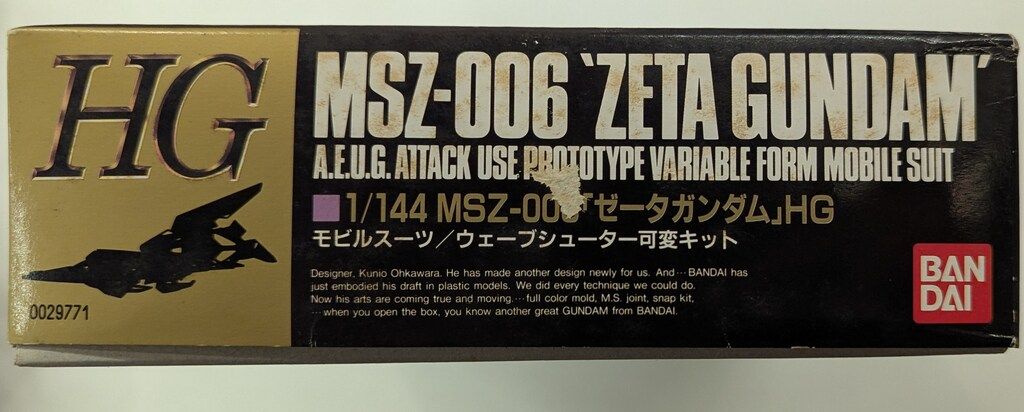 HG
0029771
MSZ-006 'ZETA GUNDAM'
A.E.U.G. ATTACK USE PROTOTYPE VARIABLE FORM MOBILE SUIT
■1/144 MSZ-006「ゼータガンダム」HG
モビルスーツ/ウェーブシューター可変キット
Designer, Kunio Ohkawara. He has made another design newly for us. And…BANDAI has
just embodied his draft in plastic models. We did every technique we could do.
Now his arts are coming true and moving.…full color mold, M.S. joint, snap kit,
…when you open the box, you know another great GUNDAM from BANDAI.
BAN
DAI